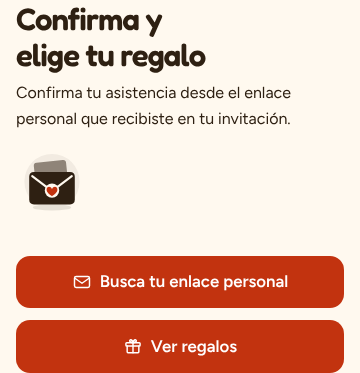 Confirma y
elige tu regalo
Confirma tu asistencia desde el enlace
personal que recibiste en tu invitación.
Busca tu enlace personal
Ver regalos